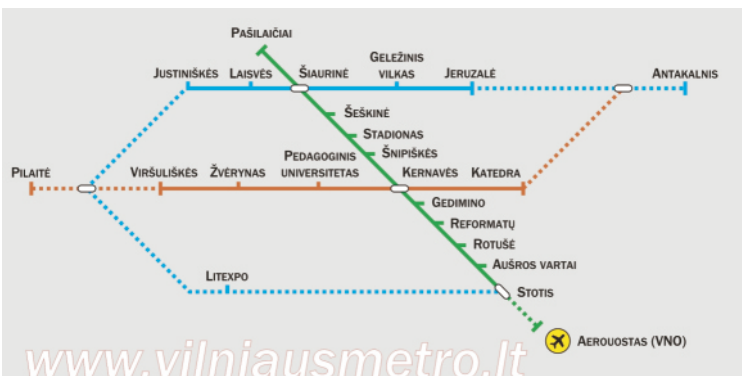 PAŠILAIČIAI
JUSTINIŠKĖS
LAISVĖS
ŠIAURINĖ
GELEŽINIS
VILKAS
JERUZALĖ
ANTAKALNIS
ŠEŠKINĖ
STADIONAS
ŠNIPIŠKĖS
PILAITĖ
VIRŠULIŠKĖS
ŽVĖRYNAS
PEDAGOGINIS
UNIVERSITETAS
KERNAVĖS
KATEDRA
GEDIMINO
REFORMATŲ
ROTUŠĖ
AUŠROS VARTAI
LITEXPO
STOTIS
AEROUOSTAS (VNO)
www.vilniausmetro.lt